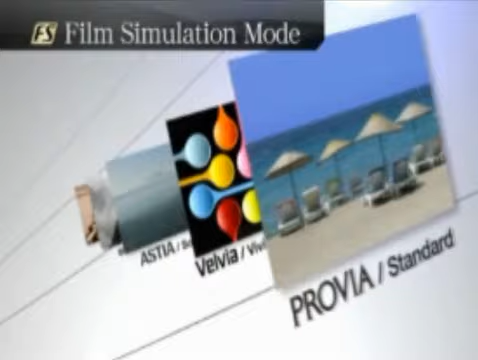 FS Film Simulation Mode
ASTIA /
Velvia /
PROVIA / Standard